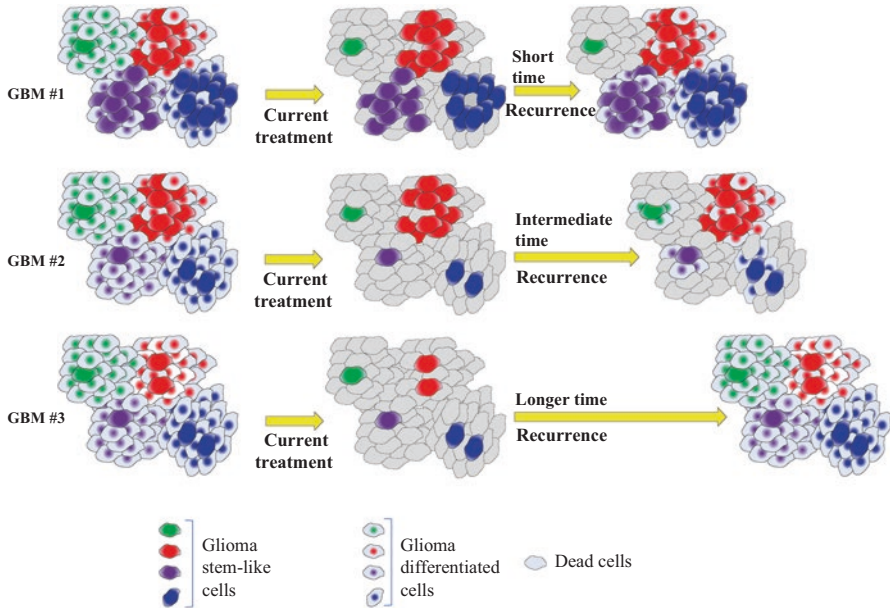 GBM #1
Current
treatment
Short
time
Recurrence
GBM #2
Current
treatment
Intermediate
time
Recurrence
GBM #3
Current
treatment
Longer time
Recurrence
Glioma
stem-like
cells
Glioma
differentiated
cells
Dead cells